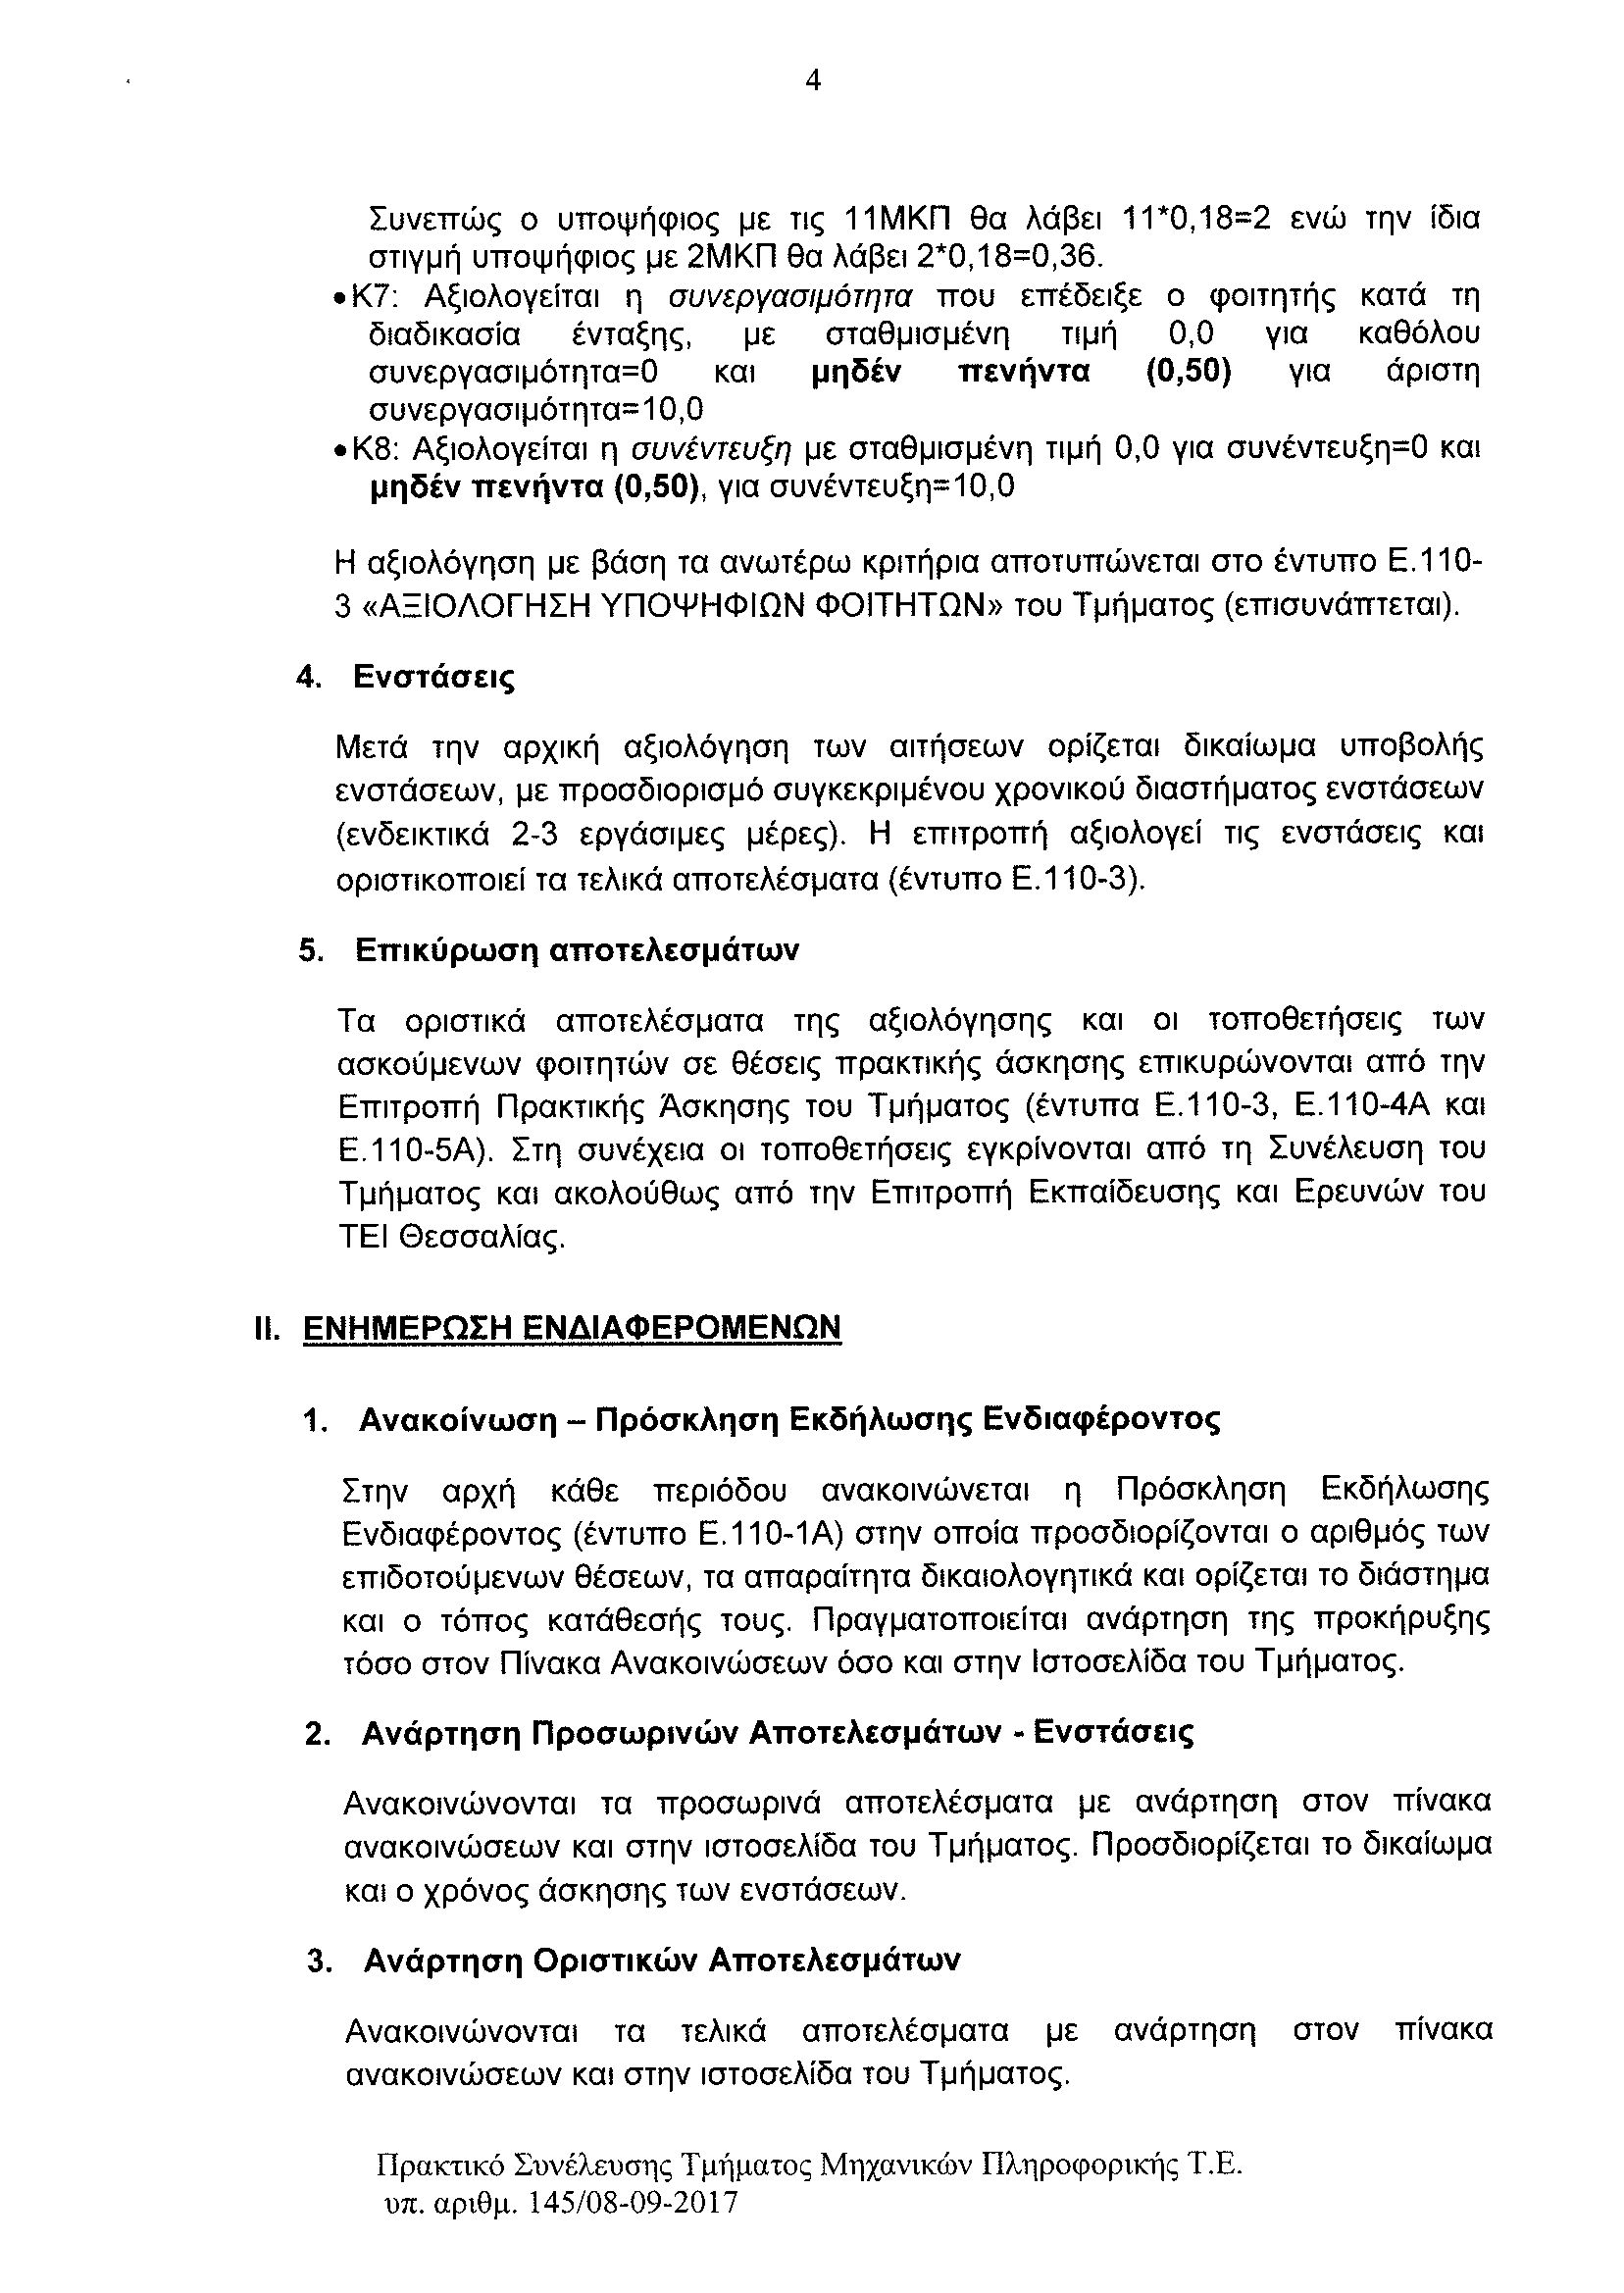 4
Συνεπώς ο υποψήφιος με τις 11ΜΚΠ θα λάβει 11*0,18=2 ενώ την ίδια
στιγμή υποψήφιος με 2ΜΚΠ θα λάβει 2*0,18=0,36.
•Κ7: Αξιολογείται η συνεργασιμότητα που επέδειξε ο φοιτητής κατά τη
διαδικασία ένταξης, με σταθμισμένη τιμή 0,0 για καθόλου
συνεργασιμότητα=0 και μηδέν πενήντα (0,50) για άριστη
συνεργασιμότητα=10,0
•Κ8: Αξιολογείται η συνέντευξη με σταθμισμένη τιμή 0,0 για συνέντευξη=0 και
μηδέν πενήντα (0,50), για συνέντευξη=10,0
Η αξιολόγηση με βάση τα ανωτέρω κριτήρια αποτυπώνεται στο έντυπο Ε.110-
3 «ΑΞΙΟΛΟΓΗΣΗ ΥΠΟΨΗΦΙΩΝ ΦΟΙΤΗΤΩΝ» του Τμήματος (επισυνάπτεται).
4. Ενστάσεις
Μετά την αρχική αξιολόγηση των αιτήσεων ορίζεται δικαίωμα υποβολής
ενστάσεων, με προσδιορισμό συγκεκριμένου χρονικού διαστήματος ενστάσεων
(ενδεικτικά 2-3 εργάσιμες μέρες). Η επιτροπή αξιολογεί τις ενστάσεις και
οριστικοποιεί τα τελικά αποτελέσματα (έντυπο Ε.110-3).
5. Επικύρωση αποτελεσμάτων
Τα οριστικά αποτελέσματα της αξιολόγησης και οι τοποθετήσεις των
ασκούμενων φοιτητών σε θέσεις πρακτικής άσκησης επικυρώνονται από την
Επιτροπή Πρακτικής Άσκησης του Τμήματος (έντυπα Ε.110-3, Ε.110-4Α και
Ε.110-5Α). Στη συνέχεια οι τοποθετήσεις εγκρίνονται από τη Συνέλευση του
Τμήματος και ακολούθως από την Επιτροπή Εκπαίδευσης και Ερευνών του
ΤΕΙ Θεσσαλίας.
II. ΕΝΗΜΕΡΩΣΗ ΕΝΔΙΑΦΕΡΟΜΕΝΩΝ
1. Ανακοίνωση – Πρόσκληση Εκδήλωσης Ενδιαφέροντος
Στην αρχή κάθε περιόδου ανακοινώνεται η Πρόσκληση Εκδήλωσης
Ενδιαφέροντος (έντυπο Ε.110-1Α) στην οποία προσδιορίζονται ο αριθμός των
επιδοτούμενων θέσεων, τα απαραίτητα δικαιολογητικά και ορίζεται το διάστημα
και ο τόπος κατάθεσής τους. Πραγματοποιείται ανάρτηση της προκήρυξης
τόσο στον Πίνακα Ανακοινώσεων όσο και στην Ιστοσελίδα του Τμήματος.
2. Ανάρτηση Προσωρινών Αποτελεσμάτων - Ενστάσεις
Ανακοινώνονται τα προσωρινά αποτελέσματα με ανάρτηση στον πίνακα
ανακοινώσεων και στην ιστοσελίδα του Τμήματος. Προσδιορίζεται το δικαίωμα
και ο χρόνος άσκησης των ενστάσεων.
3. Ανάρτηση Οριστικών Αποτελεσμάτων
Ανακοινώνονται τα τελικά αποτελέσματα με ανάρτηση στον πίνακα
ανακοινώσεων και στην ιστοσελίδα του Τμήματος.
Πρακτικό Συνέλευσης Τμήματος Μηχανικών Πληροφορικής Τ.Ε.
υπ. αριθμ. 145/08-09-2017